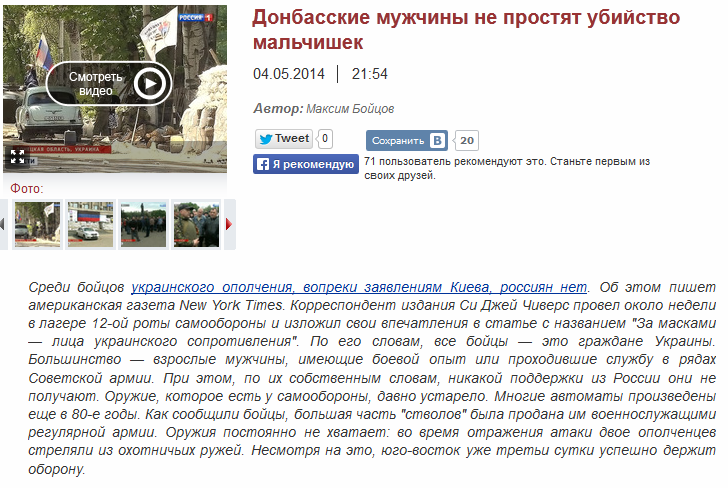 Донбасские мужчины не простят убийство
мальчишек
РОССИЯ 1
Смотреть
видео
ЦКАЯ ОБЛАСТЬ, УКРАИНА
04.05.2014 21:54
Автор: Максим Бойцов
Tweet 0
Сохранить B 20
Я рекомендую
71 пользователь рекомендуют это. Станьте первым из
своих друзей.
Фото:
Среди бойцов украинского ополчения, вопреки заявлениям Киева, россиян нет. Об этом пишет
американская газета New York Times. Корреспондент издания Си Джей Чиверс провел около недели
в лагере 12-ой роты самообороны и изложил свои впечатления в статье с названием "За масками
— лица украинского сопротивления". По его словам, все бойцы — это граждане Украины.
Большинство — взрослые мужчины, имеющие боевой опыт или проходившие службу в рядах
Советской армии. При этом, по их собственным словам, никакой поддержки из России они не
получают. Оружие, которое есть у самообороны, давно устарело. Многие автоматы произведены
еще в 80-е годы. Как сообщили бойцы, большая часть "стволов" была продана им военнослужащими
регулярной армии. Оружия постоянно не хватает: во время отражения атаки двое ополченцев
стреляли из охотничьих ружей. Несмотря на это, юго-восток уже третьи сутки успешно держит
оборону.